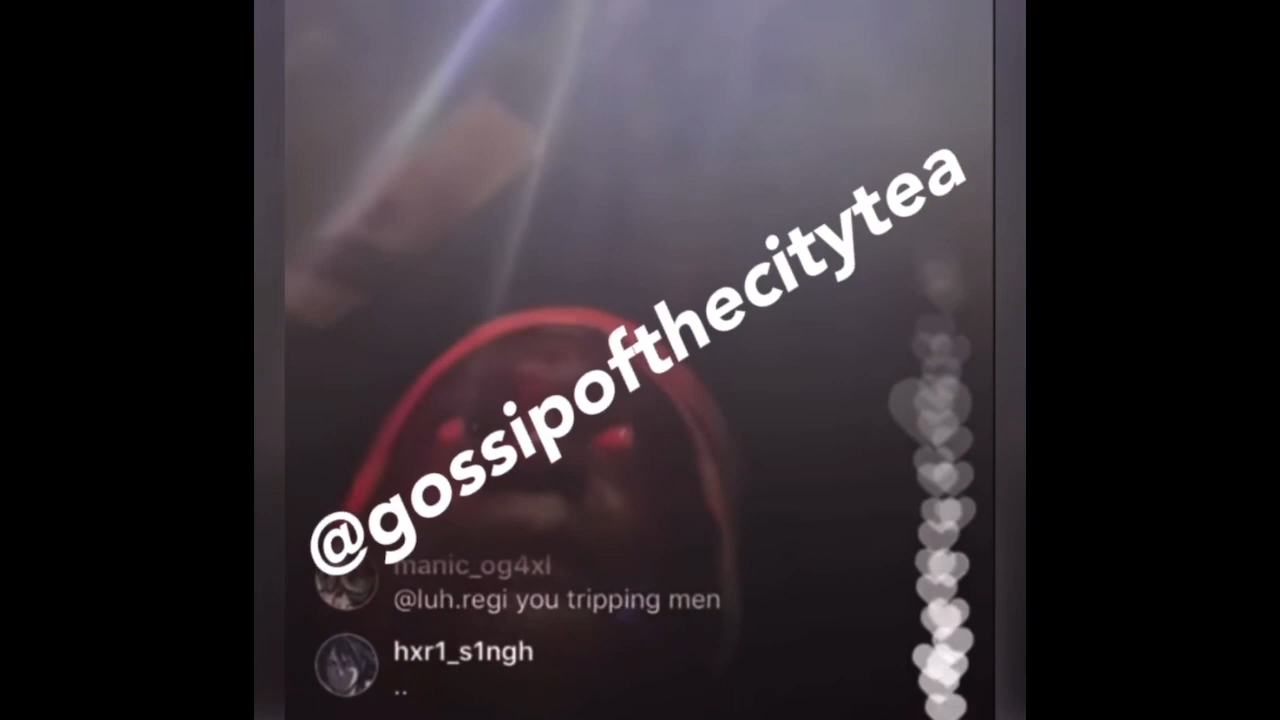 @gossipofthecitytea
manic_og4xl
@luh.regi you tripping men
hxr1_s1ngh
..